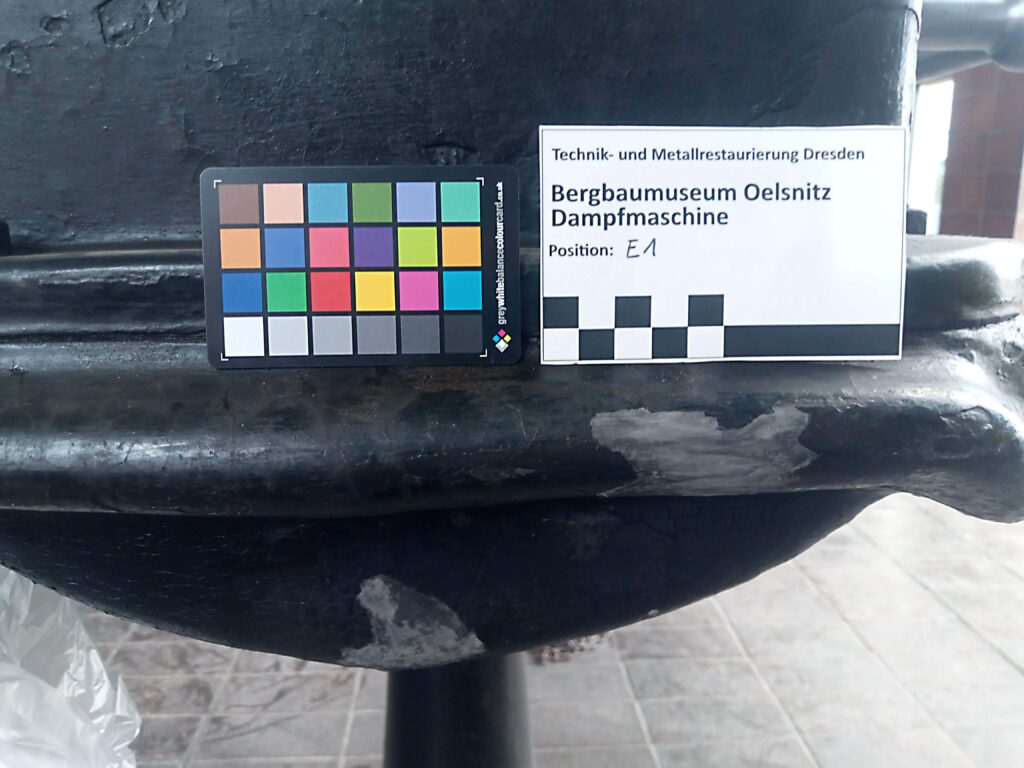 Technik- und Metallrestaurierung Dresden
Bergbaumuseum Oelsnitz
Dampfmaschine
Position: E1
greywhitebalancecolourcard.co.uk